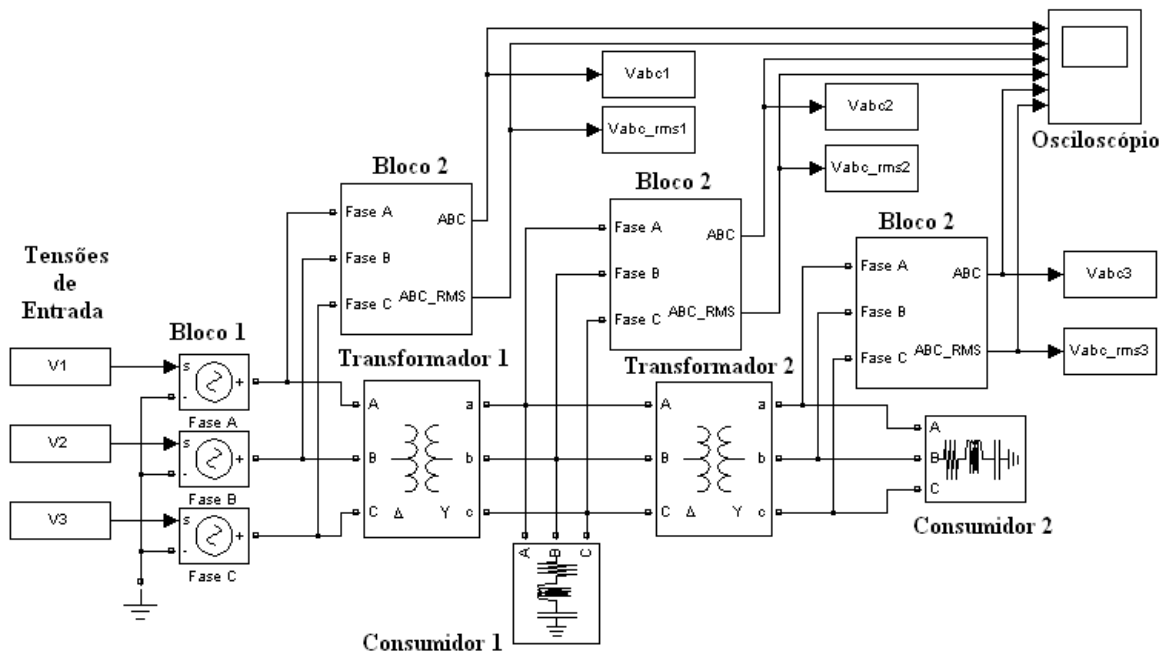 Vabc1
Vabc_rms1
Vabc2
Vabc_rms2
Osciloscópio
Bloco 2
Fase A
Fase B
Fase C
ABC
ABC_RMS
Bloco 2
Fase A
Fase B
Fase C
ABC
ABC_RMS
Bloco 2
Fase A
Fase B
Fase C
ABC
ABC_RMS
Vabc3
Vabc_rms3
Tensões
de
Entrada
Bloco 1
V1
s
-
+
Fase A
V2
s
-
+
Fase B
V3
s
-
+
Fase C
Transformador 1
A
B
C
a
b
c
Δ
Y
Transformador 2
A
B
C
a
b
c
Δ
Y
A
B
C
Consumidor 1
A
B
C
Consumidor 2